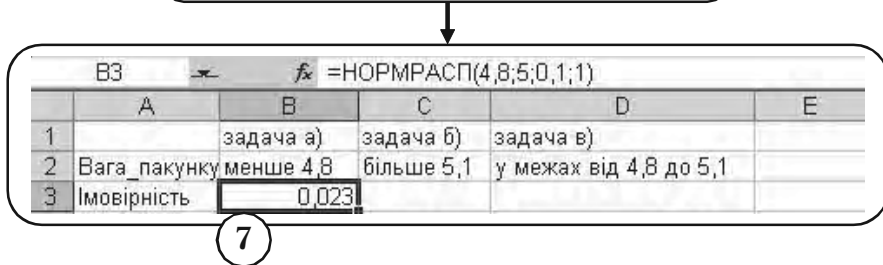 B3 fx =НОРМРАСП(4,8;5;0,1;1)
A B C D E
1 задача а) задача б) задача в)
2 Вага_пакунку менше 4,8 більше 5,1 у межах від 4,8 до 5,1
3 Імовірність 0,023
7